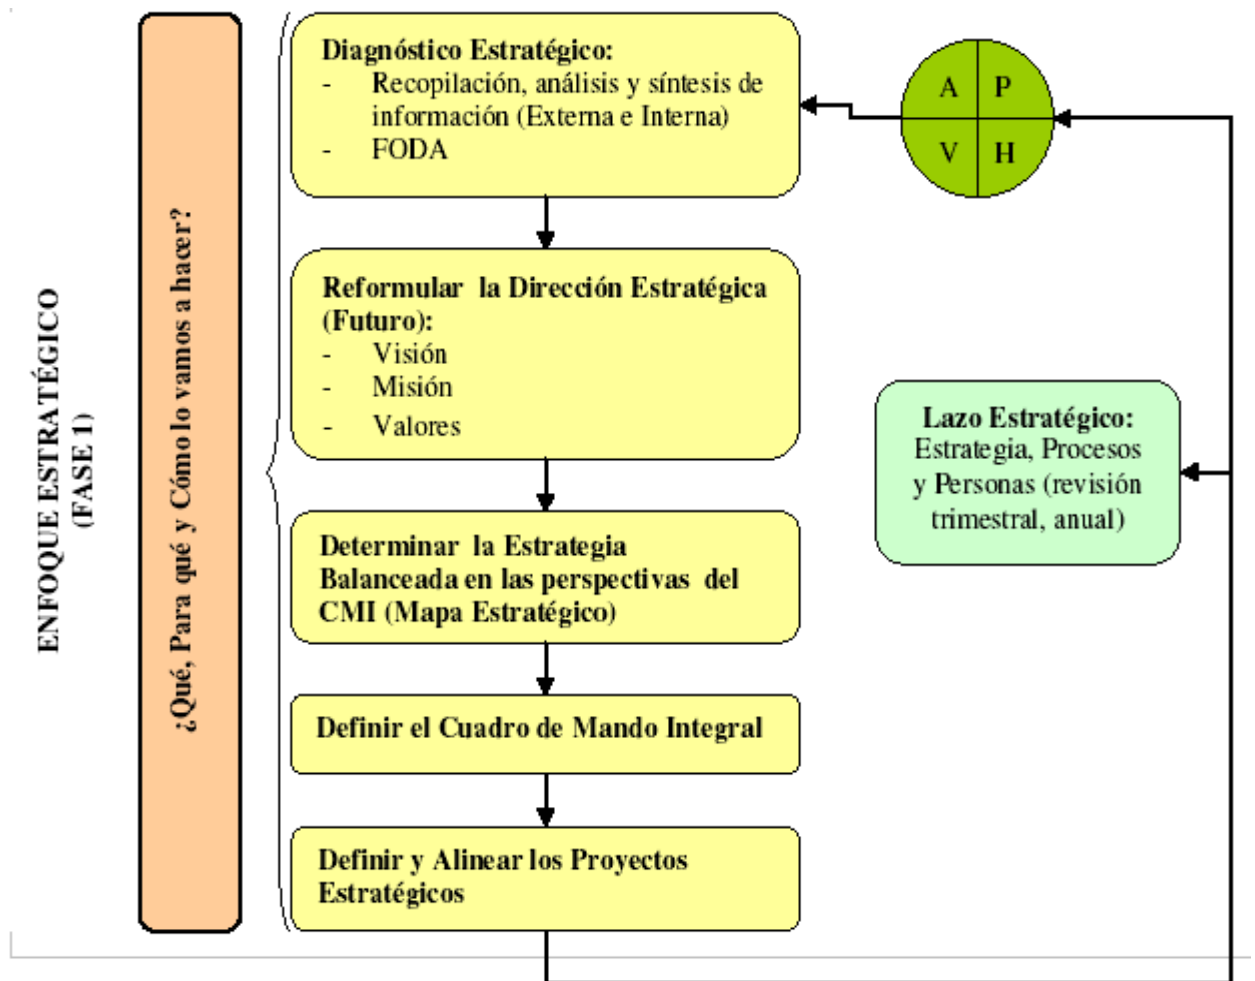 ENFOQUE ESTRATÉGICO
(FASE 1)
¿Qué, Para qué y Cómo lo vamos a hacer?
Diagnóstico Estratégico:
- Recopilación, análisis y síntesis de
información (Externa e Interna)
- FODA
A P
V H
Reformular la Dirección Estratégica
(Futuro):
- Visión
- Misión
- Valores
Lazo Estratégico:
Estrategia, Procesos
y Personas (revisión
trimestral, anual)
Determinar la Estrategia
Balanceada en las perspectivas del
CMI (Mapa Estratégico)
Definir el Cuadro de Mando Integral
Definir y Alinear los Proyectos
Estratégicos